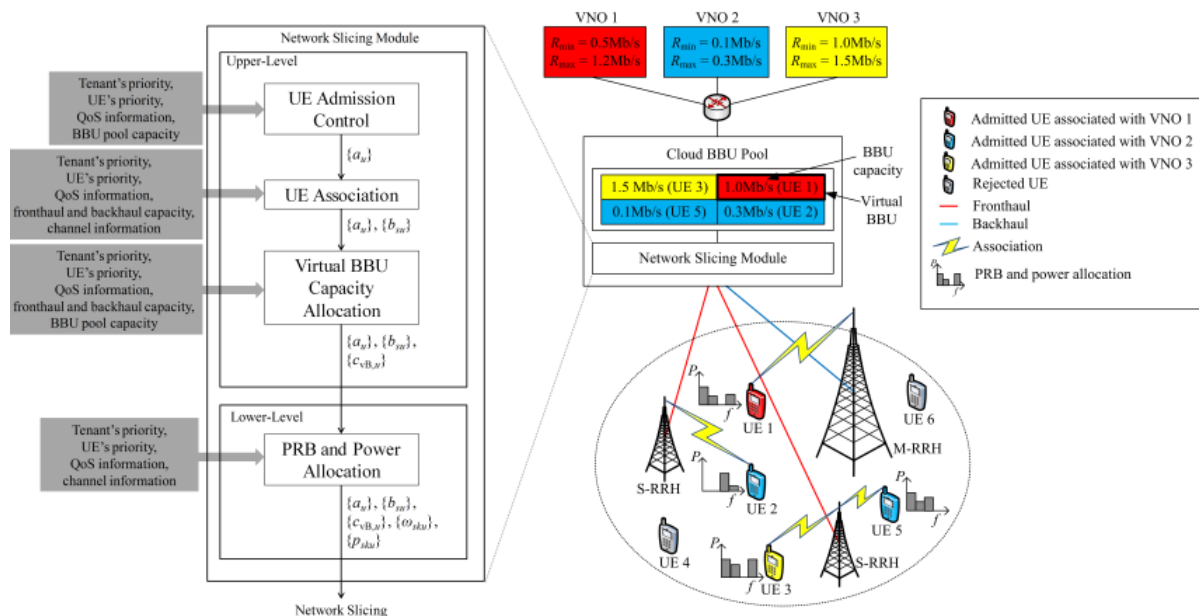 Network Slicing Module
Upper-Level
Tenant's priority,
UE's priority,
QoS information,
BBU pool capacity
UE Admission
Control
{a_u}
Tenant's priority,
UE's priority,
QoS information,
fronthaul and backhaul capacity,
channel information
UE Association
{a_u}, {b_su}
Tenant's priority,
UE's priority,
QoS information,
fronthaul and backhaul capacity,
BBU pool capacity
Virtual BBU
Capacity
Allocation
{a_u}, {b_su},
{c_vB,u}
Lower-Level
Tenant's priority,
UE's priority,
QoS information,
channel information
PRB and Power
Allocation
{a_u}, {b_su},
{c_vB,u}, {ω_sku},
{p_sku}
Network Slicing
VNO 1
R_min = 0.5Mb/s
R_max = 1.2Mb/s
VNO 2
R_min = 0.1Mb/s
R_max = 0.3Mb/s
VNO 3
R_min = 1.0Mb/s
R_max = 1.5Mb/s
Cloud BBU Pool
BBU
capacity
1.5 Mb/s (UE 3)
1.0Mb/s (UE 1)
0.1Mb/s (UE 5)
0.3Mb/s (UE 2)
Virtual
BBU
Network Slicing Module
P
f
UE 1
UE 6
M-RRH
S-RRH
P
f
UE 2
P
f
UE 5
UE 4
P
f
UE 3
S-RRH
Admitted UE associated with VNO 1
Admitted UE associated with VNO 2
Admitted UE associated with VNO 3
Rejected UE
Fronthaul
Backhaul
Association
P
f
PRB and power allocation